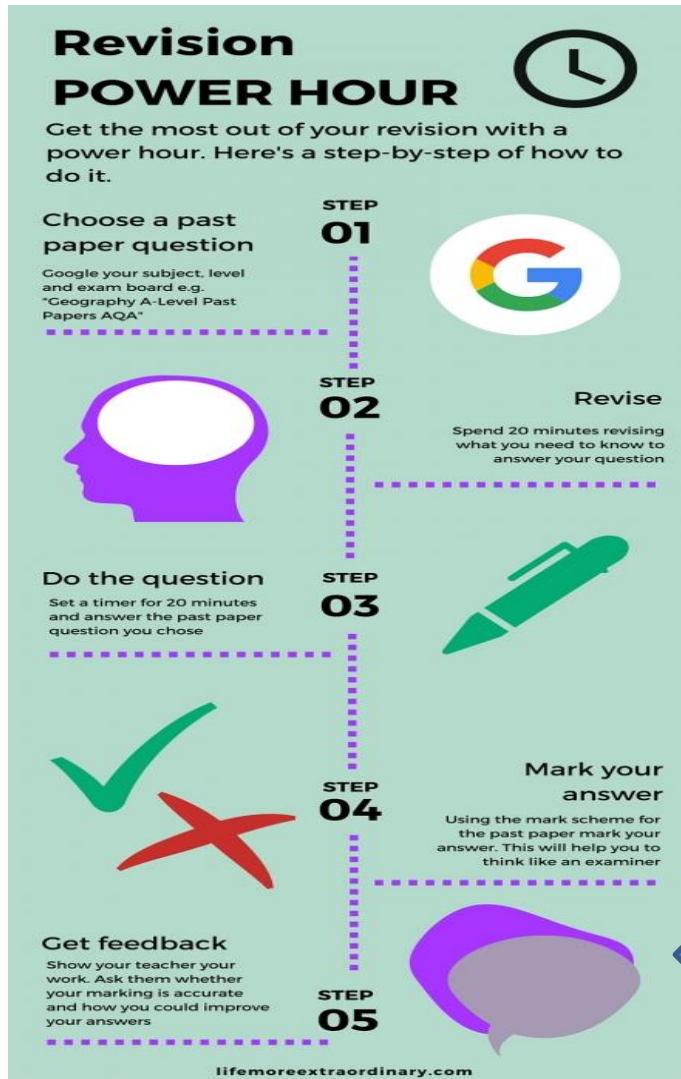 Revision
POWER HOUR
Get the most out of your revision with a
power hour. Here's a step-by-step of how to
do it.
STEP
01
Choose a past
paper question
Google your subject, level
and exam board e.g.
"Geography A-Level Past
Papers AQA"
STEP
02
Revise
Spend 20 minutes revising
what you need to know to
answer your question
Do the question
Set a timer for 20 minutes
and answer the past paper
question you chose
STEP
03
STEP
04
Mark your
answer
Using the mark scheme for
the past paper mark your
answer. This will help you to
think like an examiner
Get feedback
Show your teacher your
work. Ask them whether
your marking is accurate
and how you could improve
your answers
STEP
05
lifemoreextraordinary.com